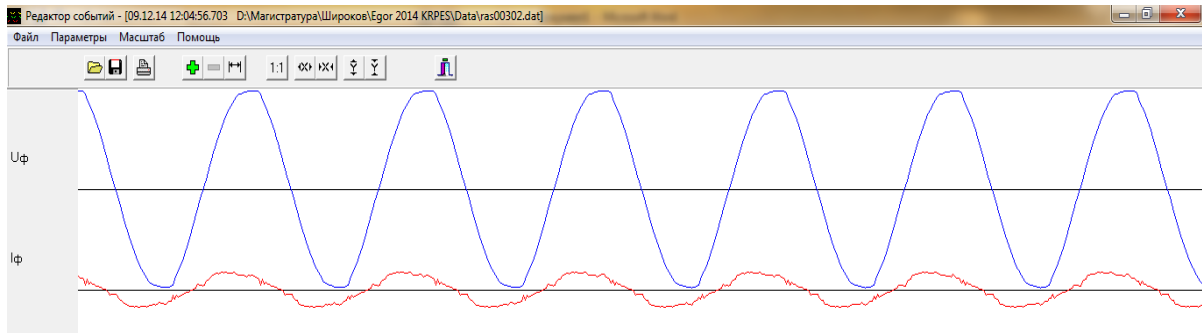 Редактор событий - [09.12.14 12:04:56.703 D:\Магистратура\Широков\Egor 2014 KRPES\Data\ras00302.dat]
Файл Параметры Масштаб Помощь
1:1
Uф
Iф